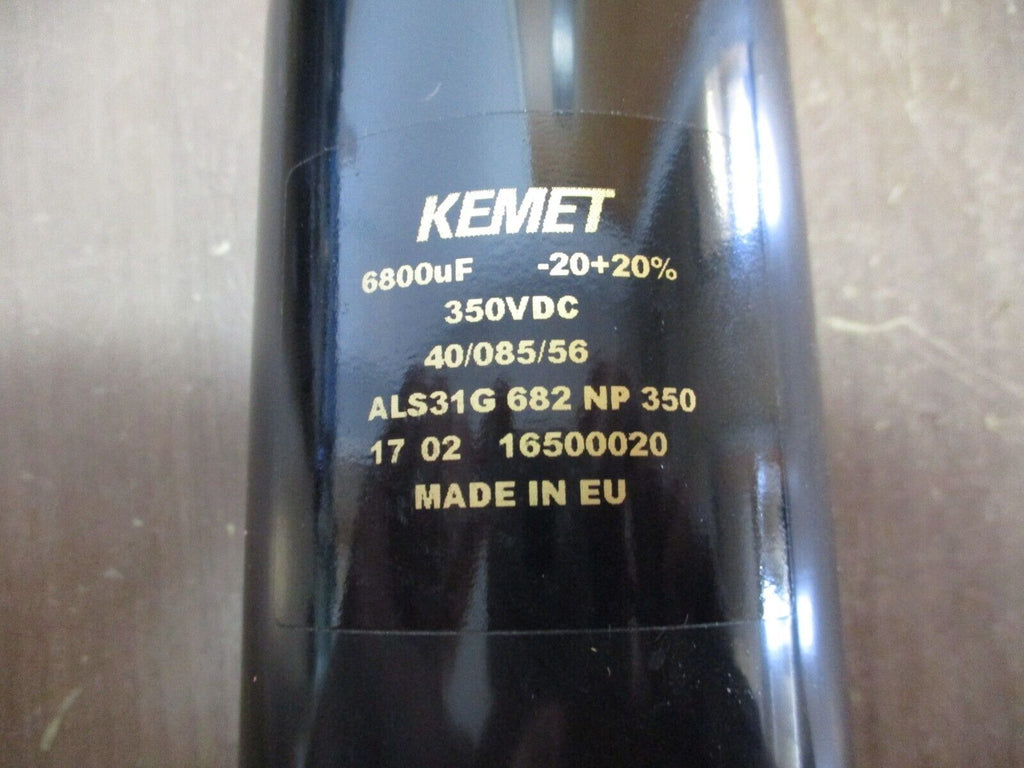 KEMET
6800uF -20+20%
350VDC
40/085/56
ALS31G 682 NP 350
17 02 16500020
MADE IN EU